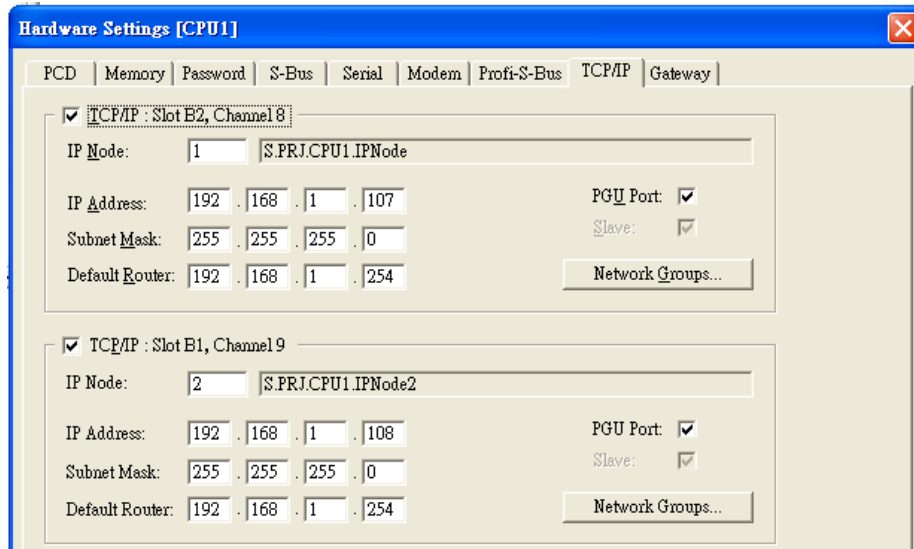 Hardware Settings [CPU1]
PCD Memory Password S-Bus Serial Modem Profi-S-Bus TCP/IP Gateway
TCP/IP : Slot B2, Channel 8
IP Node: 1 S.PRJ.CPU1.IPNode
IP Address: 192 . 168 . 1 . 107 PGU Port:
Slave:
Subnet Mask: 255 . 255 . 255 . 0
Default Router: 192 . 168 . 1 . 254 Network Groups...
TCP/IP : Slot B1, Channel 9
IP Node: 2 S.PRJ.CPU1.IPNode2
IP Address: 192 . 168 . 1 . 108 PGU Port:
Slave:
Subnet Mask: 255 . 255 . 255 . 0
Default Router: 192 . 168 . 1 . 254 Network Groups...